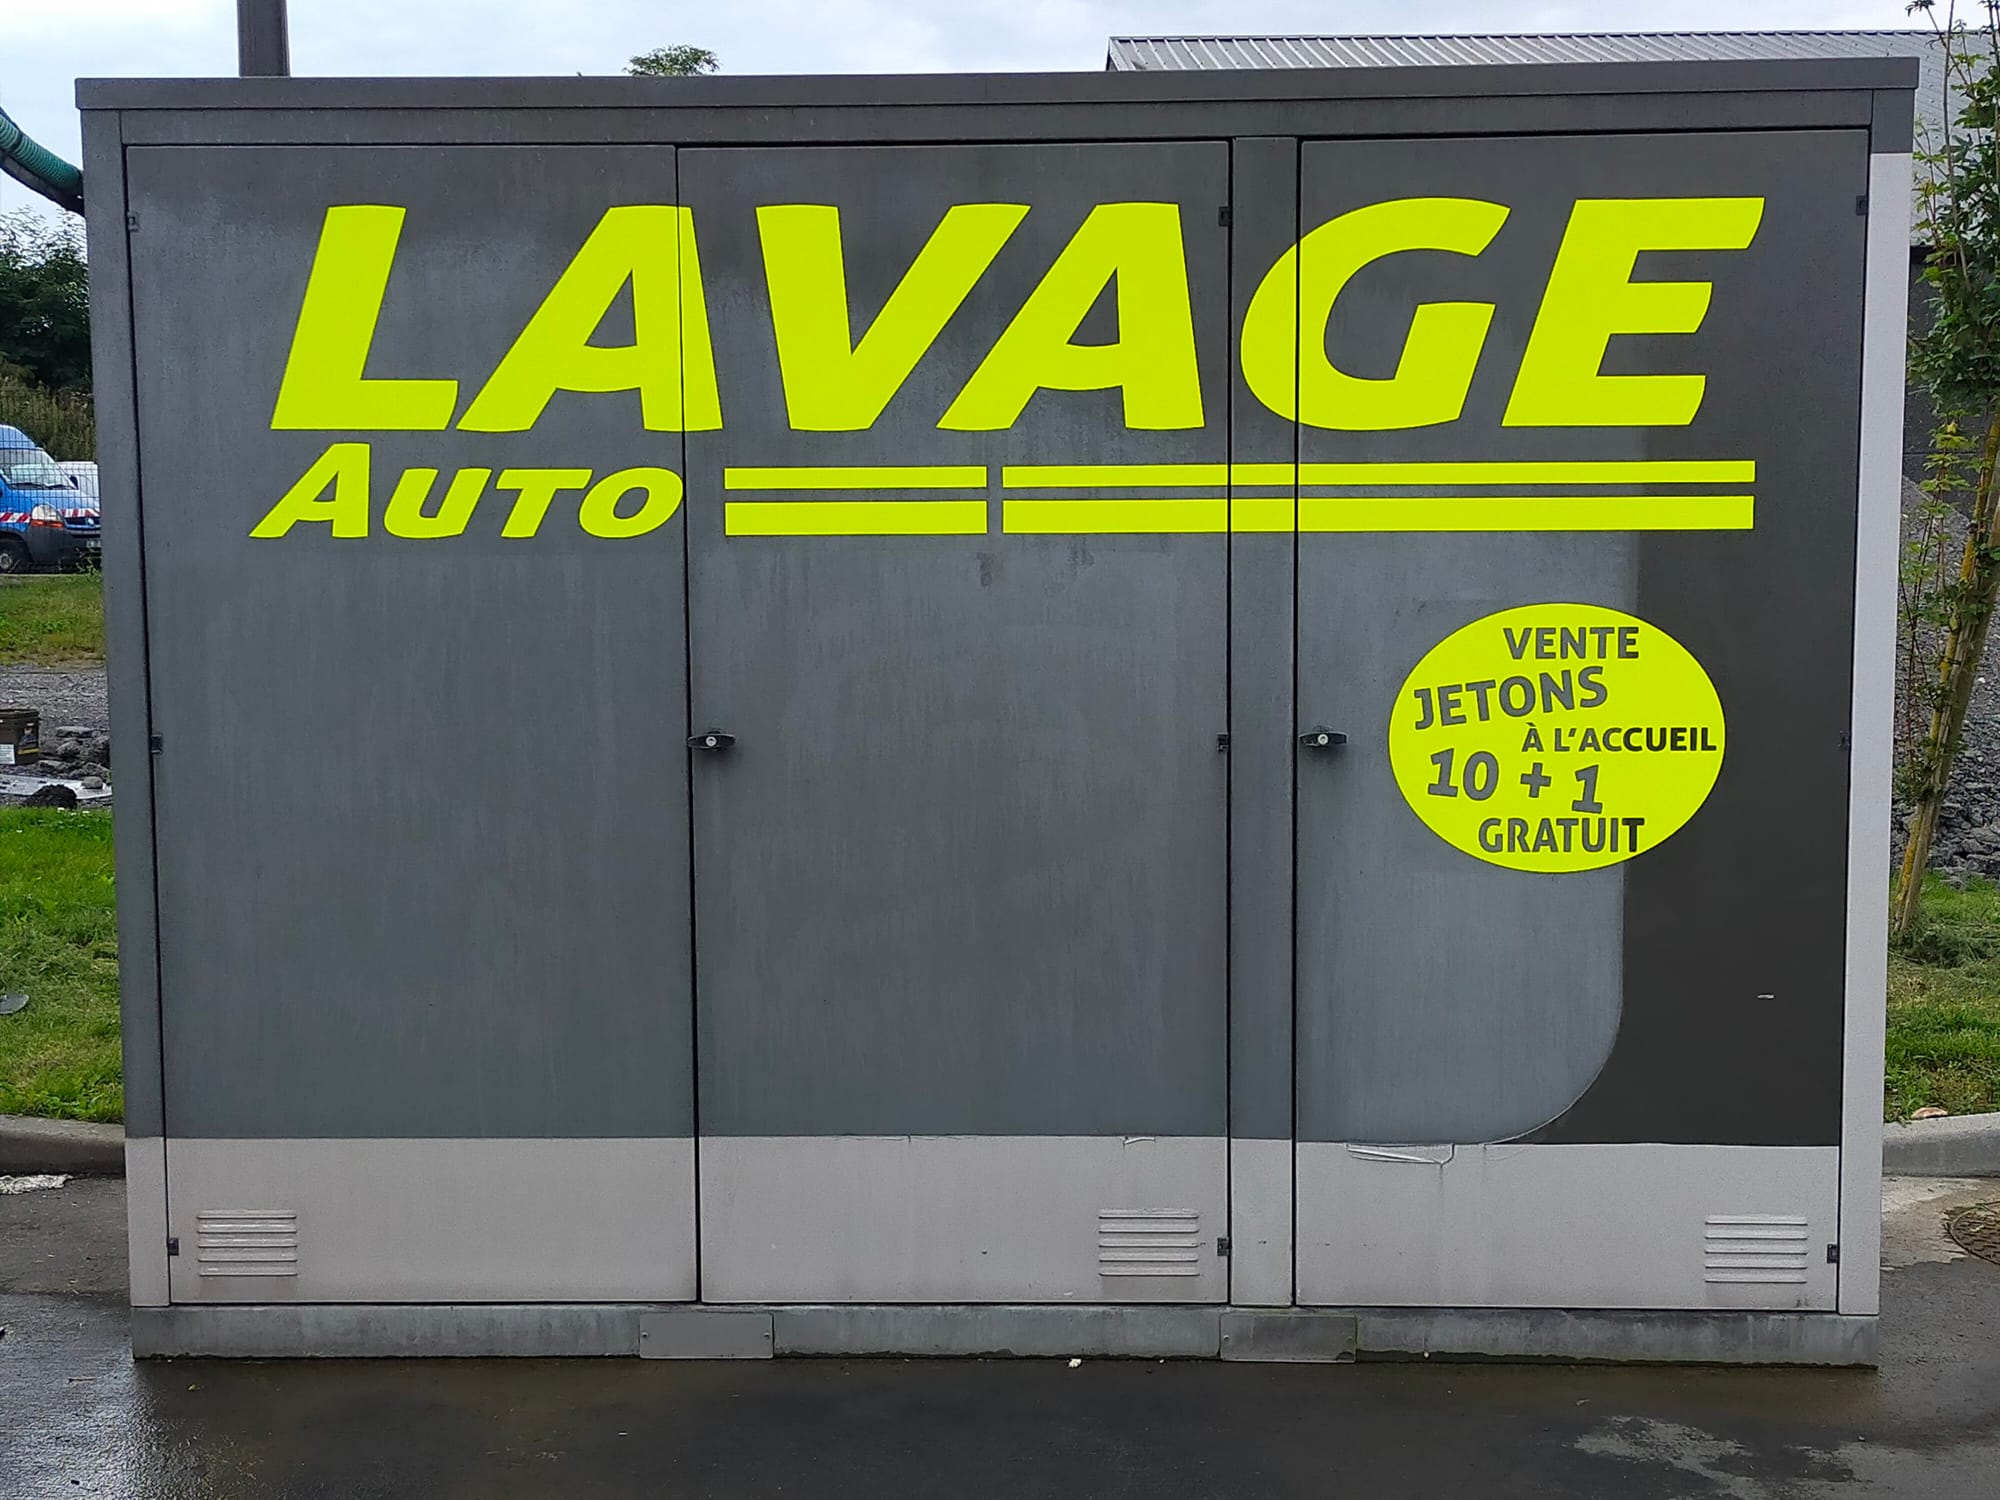 LAVAGE
AUTO
VENTE
JETONS
À L'ACCUEIL
10 + 1
GRATUIT